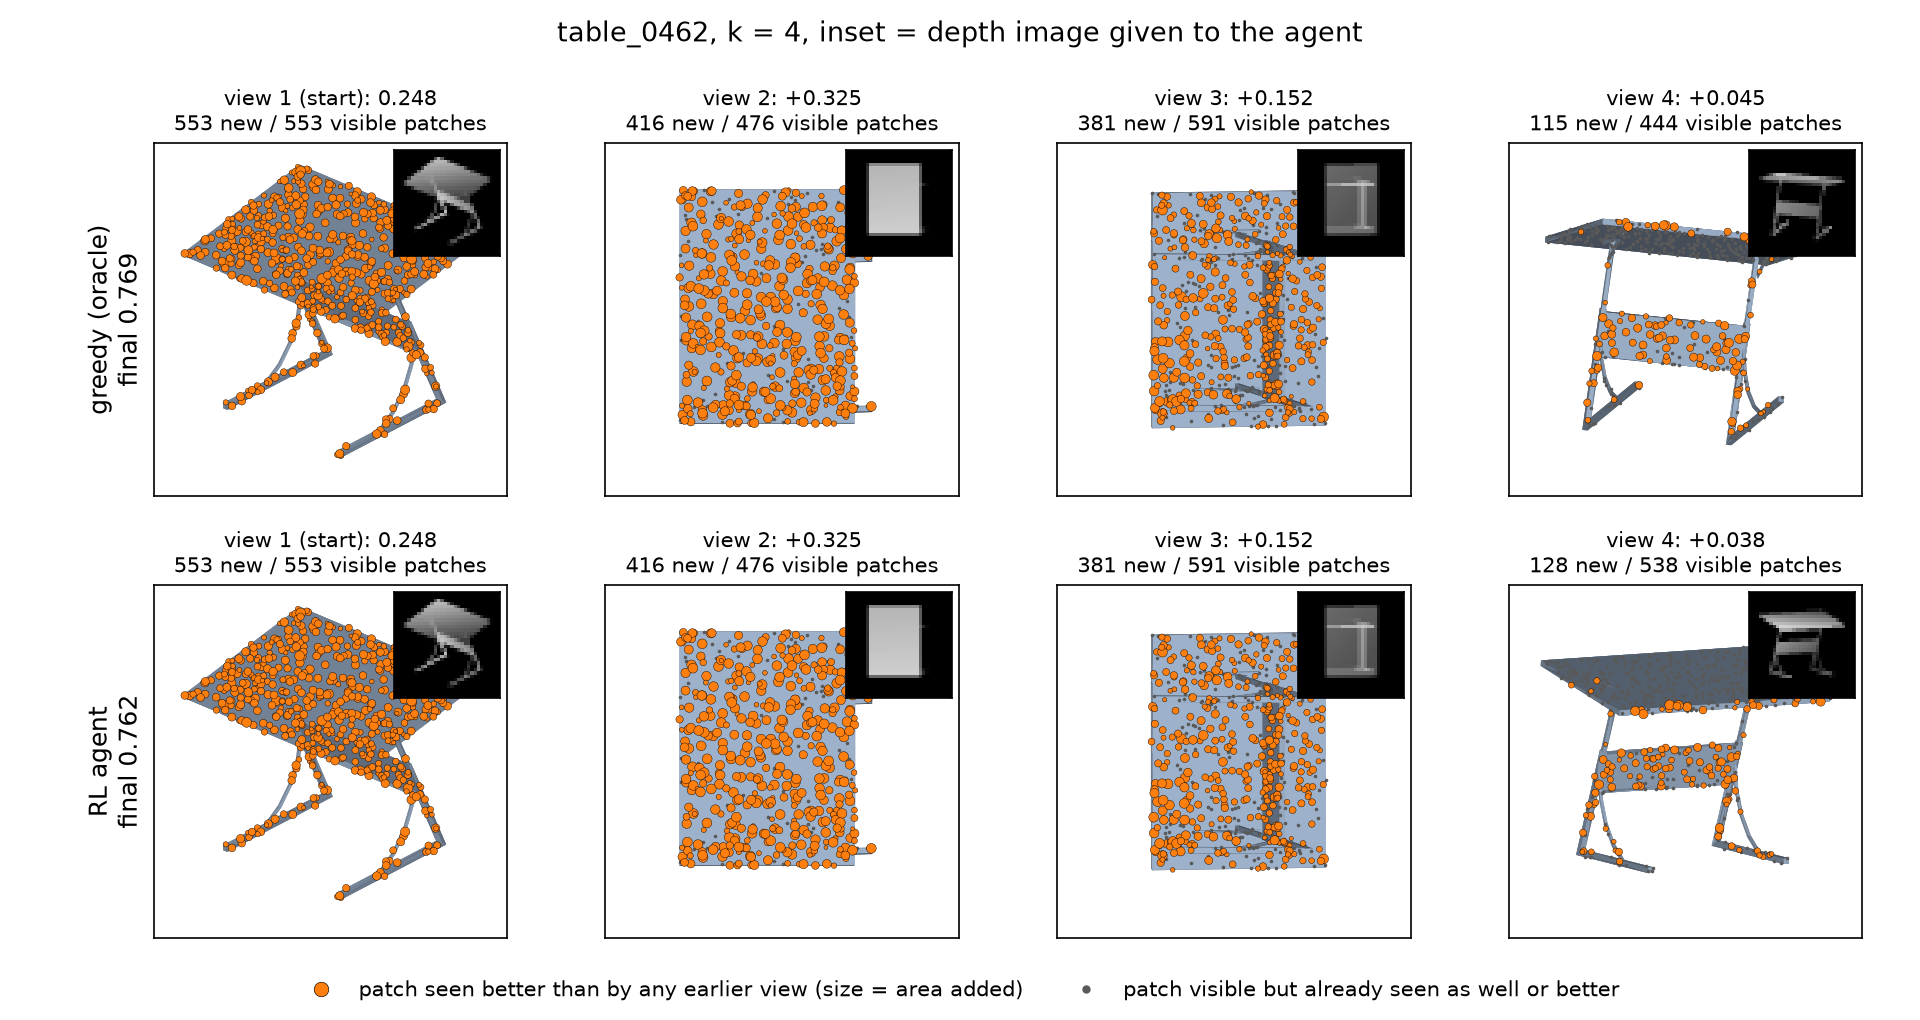 table_0462, k = 4, inset = depth image given to the agent
view 1 (start): 0.248
553 new / 553 visible patches
view 2: +0.325
416 new / 476 visible patches
view 3: +0.152
381 new / 591 visible patches
view 4: +0.045
115 new / 444 visible patches
greedy (oracle)
final 0.769
view 1 (start): 0.248
553 new / 553 visible patches
view 2: +0.325
416 new / 476 visible patches
view 3: +0.152
381 new / 591 visible patches
view 4: +0.038
128 new / 538 visible patches
RL agent
final 0.762
patch seen better than by any earlier view (size = area added)
patch visible but already seen as well or better